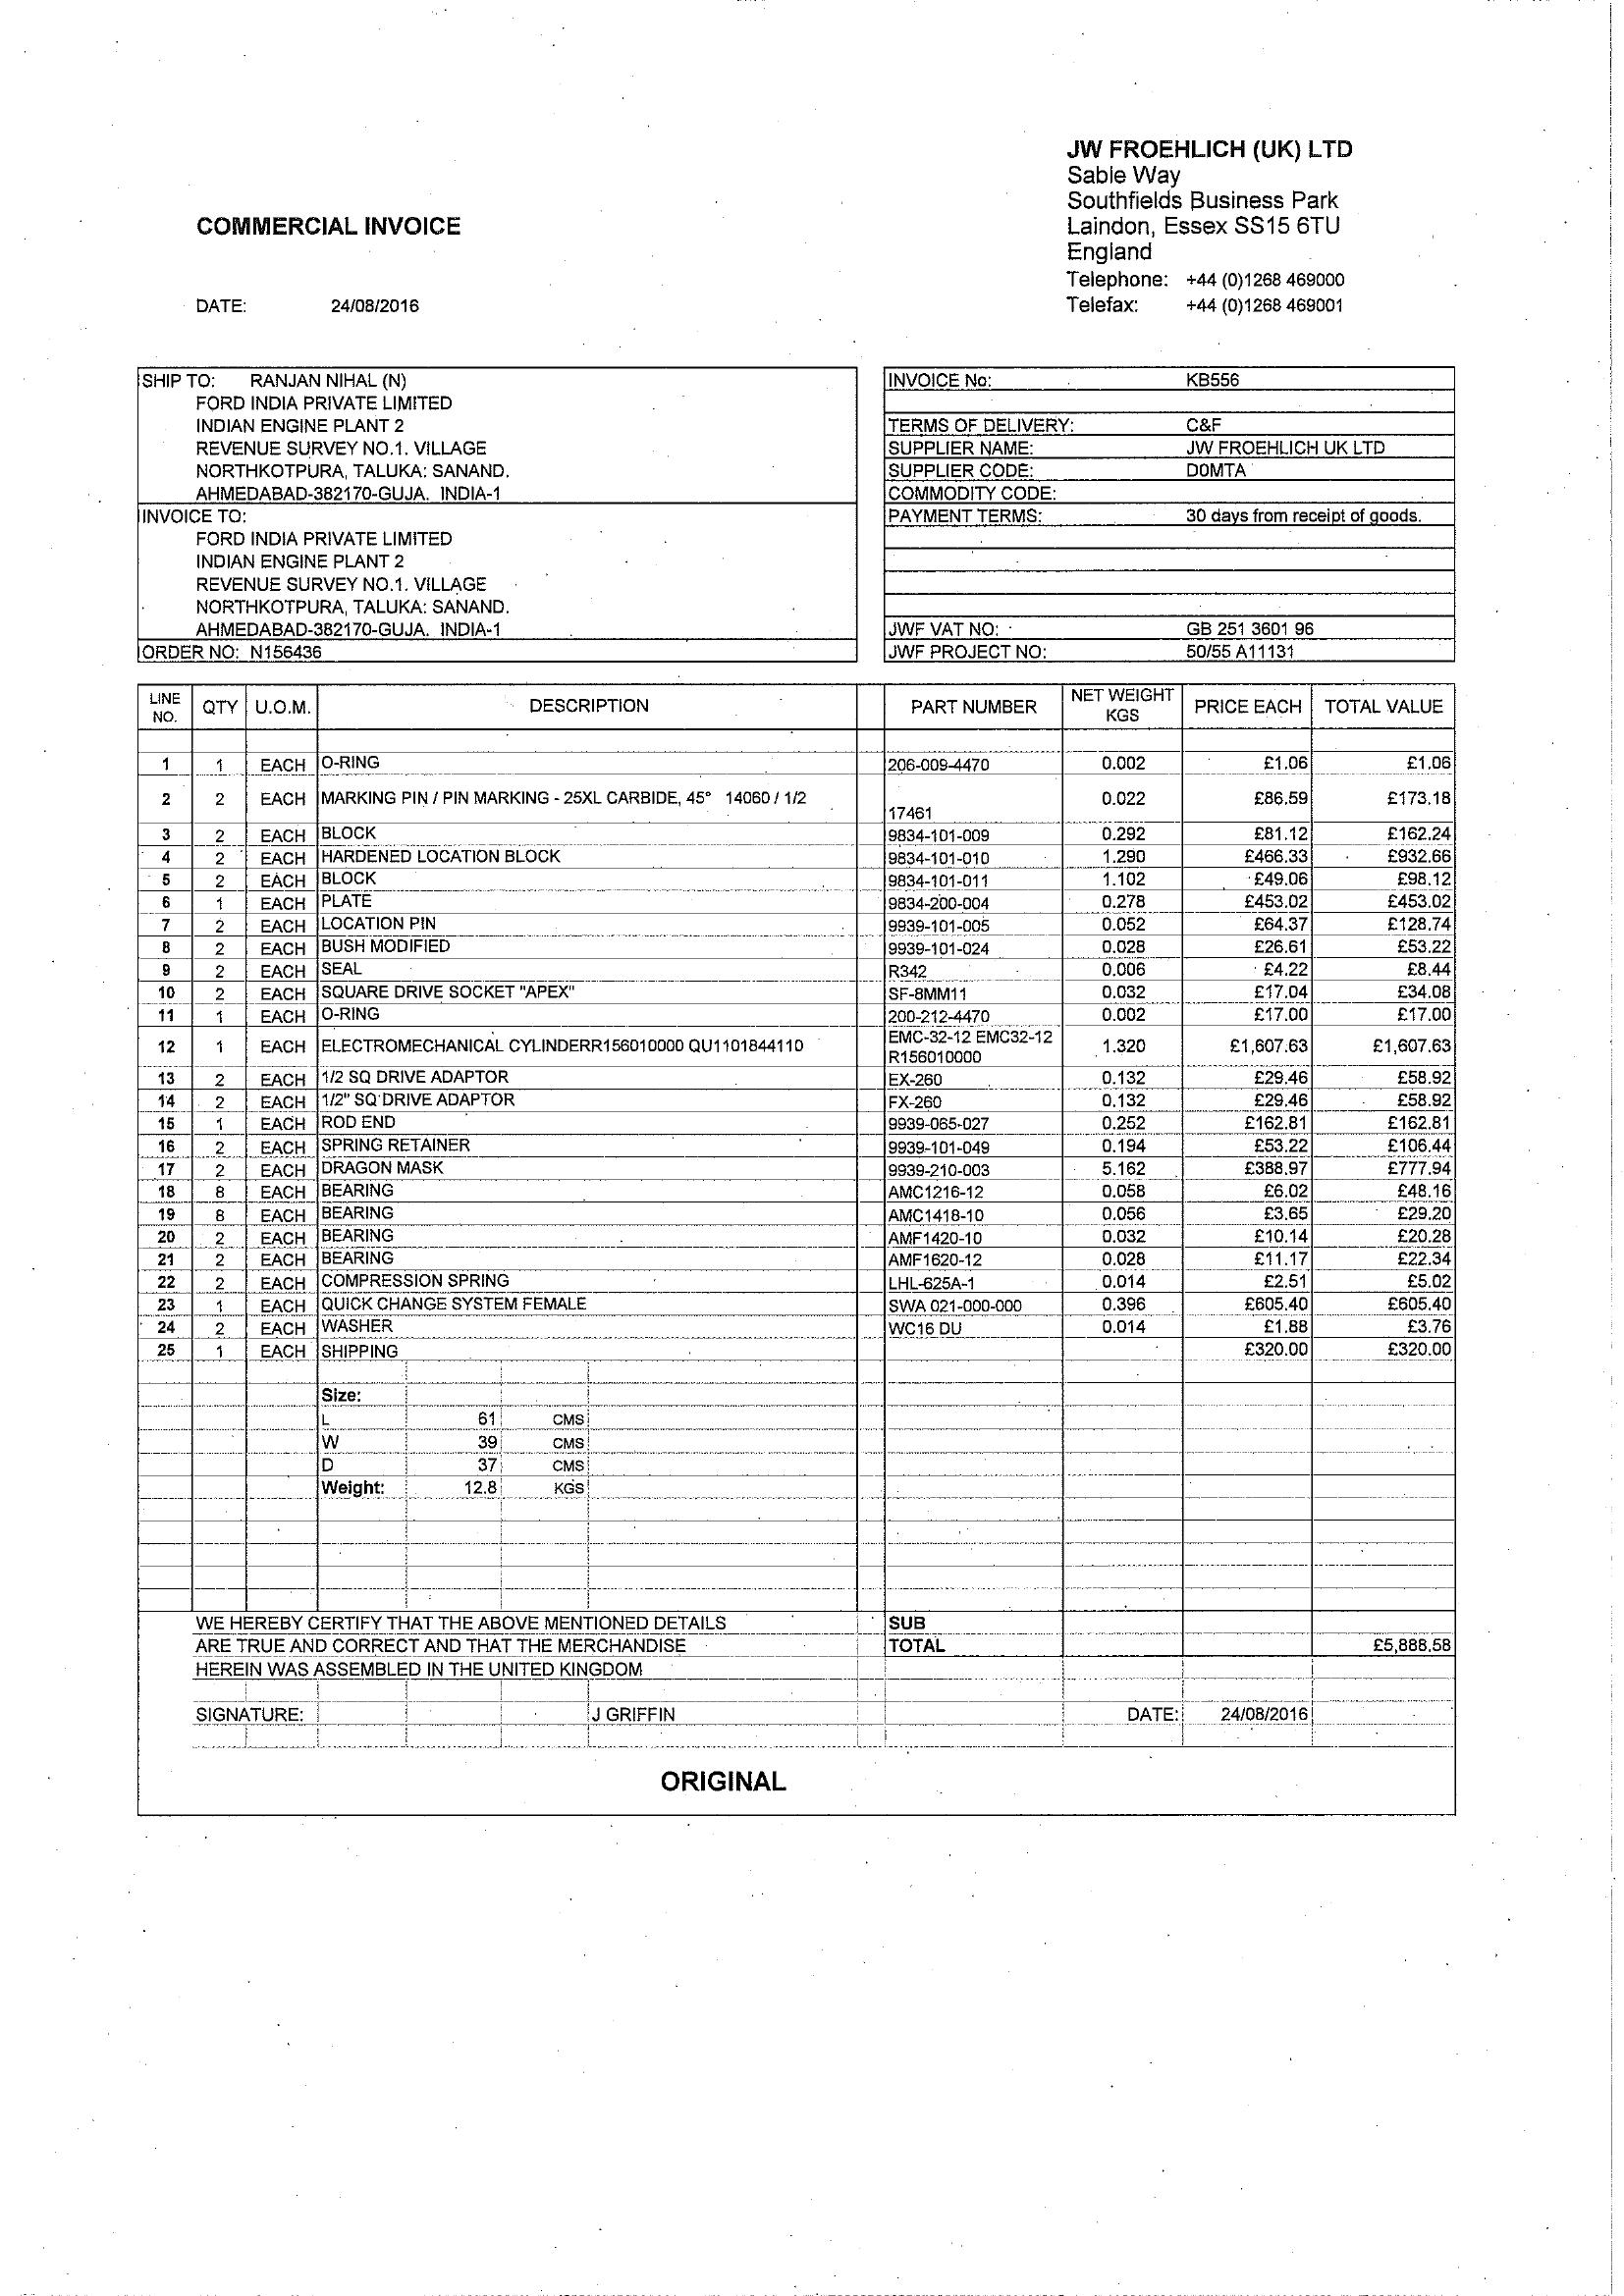 JW FROEHLICH (UK) LTD
Sable Way
Southfields Business Park
COMMERCIAL INVOICE
Laindon, Essex SS15 6TU
England
Telephone: +44 (0)1268 469000
DATE: 24/08/2016
Telefax: +44 (0)1268 469001
SHIP TO: RANJAN NIHAL (N)
FORD INDIA PRIVATE LIMITED
INDIAN ENGINE PLANT 2
REVENUE SURVEY NO.1. VILLAGE
NORTHKOTPURA, TALUKA: SANAND.
AHMEDABAD-382170-GUJA. INDIA-1
INVOICE TO:
FORD INDIA PRIVATE LIMITED
INDIAN ENGINE PLANT 2
REVENUE SURVEY NO.1. VILLAGE
NORTHKOTPURA, TALUKA: SANAND.
AHMEDABAD-382170-GUJA. INDIA-1
ORDER NO: N156436
INVOICE No: KB556
TERMS OF DELIVERY: C&F
SUPPLIER NAME: JW FROEHLICH UK LTD
SUPPLIER CODE: D0MTA
COMMODITY CODE:
PAYMENT TERMS: 30 days from receipt of goods.
JWF VAT NO: GB 251 3601 96
JWF PROJECT NO: 50/55 A11131
LINE NO. QTY U.O.M. DESCRIPTION PART NUMBER NET WEIGHT KGS PRICE EACH TOTAL VALUE
1 1 EACH O-RING 206-009-4470 0.002 £1.06 £1.06
2 2 EACH MARKING PIN / PIN MARKING - 25XL CARBIDE, 45° 14060 / 1/2 17461 0.022 £86.59 £173.18
3 2 EACH BLOCK 9834-101-009 0.292 £81.12 £162.24
4 2 EACH HARDENED LOCATION BLOCK 9834-101-010 1.290 £466.33 £932.66
5 2 EACH BLOCK 9834-101-011 1.102 £49.06 £98.12
6 1 EACH PLATE 9834-200-004 0.278 £453.02 £453.02
7 2 EACH LOCATION PIN 9939-101-005 0.052 £64.37 £128.74
8 2 EACH BUSH MODIFIED 9939-101-024 0.028 £26.61 £53.22
9 2 EACH SEAL R342 0.006 £4.22 £8.44
10 2 EACH SQUARE DRIVE SOCKET "APEX" SF-8MM11 0.032 £17.04 £34.08
11 1 EACH O-RING 200-212-4470 0.002 £17.00 £17.00
12 1 EACH ELECTROMECHANICAL CYLINDERR156010000 QU1101844110 EMC-32-12 EMC32-12 R156010000 1.320 £1,607.63 £1,607.63
13 2 EACH 1/2 SQ DRIVE ADAPTOR EX-260 0.132 £29.46 £58.92
14 2 EACH 1/2" SQ DRIVE ADAPTOR FX-260 0.132 £29.46 £58.92
15 1 EACH ROD END 9939-065-027 0.252 £162.81 £162.81
16 2 EACH SPRING RETAINER 9939-101-049 0.194 £53.22 £106.44
17 2 EACH DRAGON MASK 9939-210-003 5.162 £388.97 £777.94
18 8 EACH BEARING AMC1216-12 0.058 £6.02 £48.16
19 8 EACH BEARING AMC1418-10 0.056 £3.65 £29.20
20 2 EACH BEARING AMF1420-10 0.032 £10.14 £20.28
21 2 EACH BEARING AMF1620-12 0.028 £11.17 £22.34
22 2 EACH COMPRESSION SPRING LHL-625A-1 0.014 £2.51 £5.02
23 1 EACH QUICK CHANGE SYSTEM FEMALE SWA 021-000-000 0.396 £605.40 £605.40
24 2 EACH WASHER WC16 DU 0.014 £1.88 £3.76
25 1 EACH SHIPPING £320.00 £320.00
Size:
L 61 CMS
W 39 CMS
D 37 CMS
Weight: 12.8 KGS
WE HEREBY CERTIFY THAT THE ABOVE MENTIONED DETAILS SUB
ARE TRUE AND CORRECT AND THAT THE MERCHANDISE TOTAL £5,888.58
HEREIN WAS ASSEMBLED IN THE UNITED KINGDOM
SIGNATURE: J GRIFFIN DATE: 24/08/2016
ORIGINAL